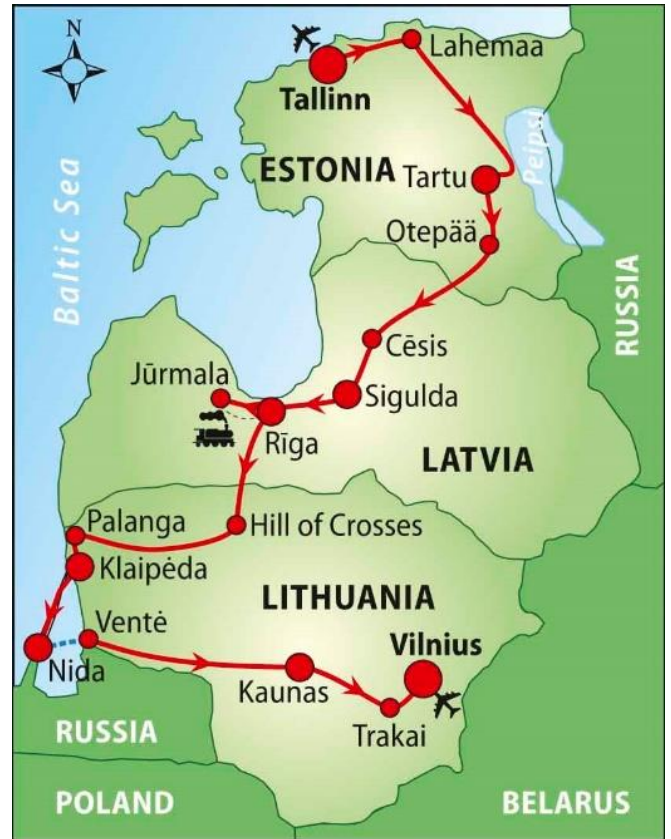 N
Lahemaa
Tallinn
Baltic Sea
ESTONIA
Peipsi
Tartu
Otepää
RUSSIA
Cēsis
Jūrmala
Sigulda
Rīga
LATVIA
Palanga
Hill of Crosses
Klaipėda
LITHUANIA
Ventė
Vilnius
Nida
Kaunas
Trakai
RUSSIA
POLAND
BELARUS